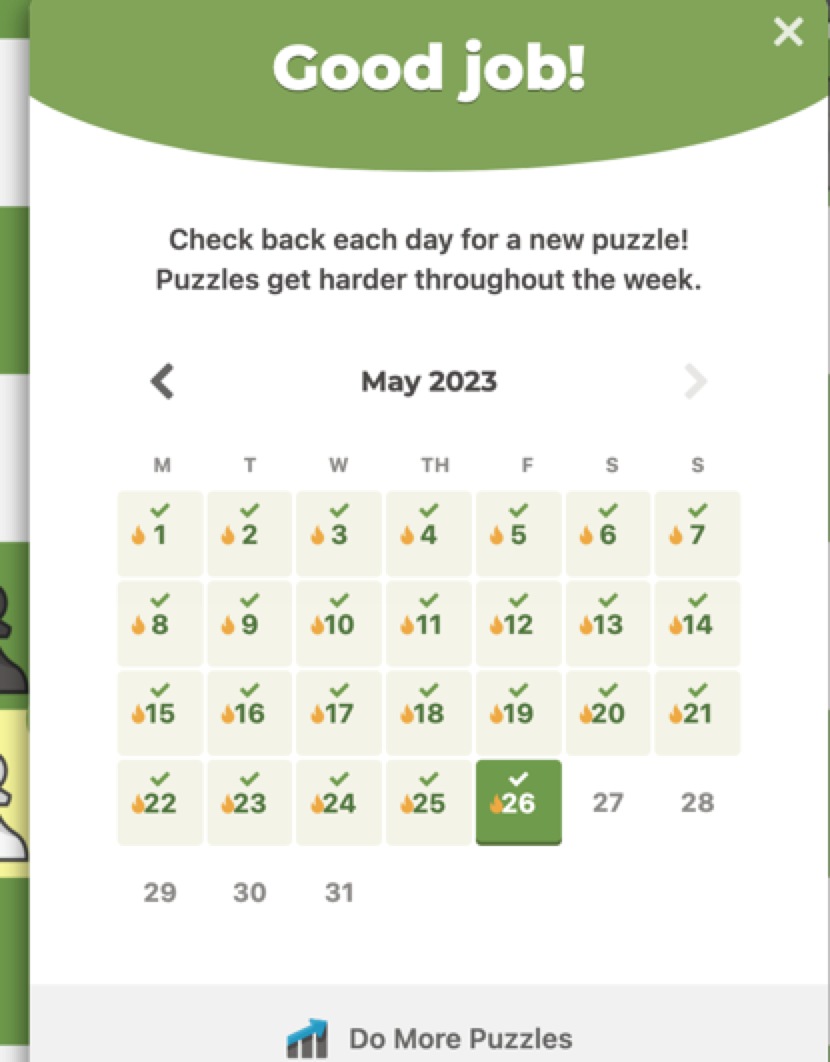 Good job!
Check back each day for a new puzzle!
Puzzles get harder throughout the week.
May 2023
M T W TH F S S
1 2 3 4 5 6 7
8 9 10 11 12 13 14
15 16 17 18 19 20 21
22 23 24 25 26 27 28
29 30 31
Do More Puzzles